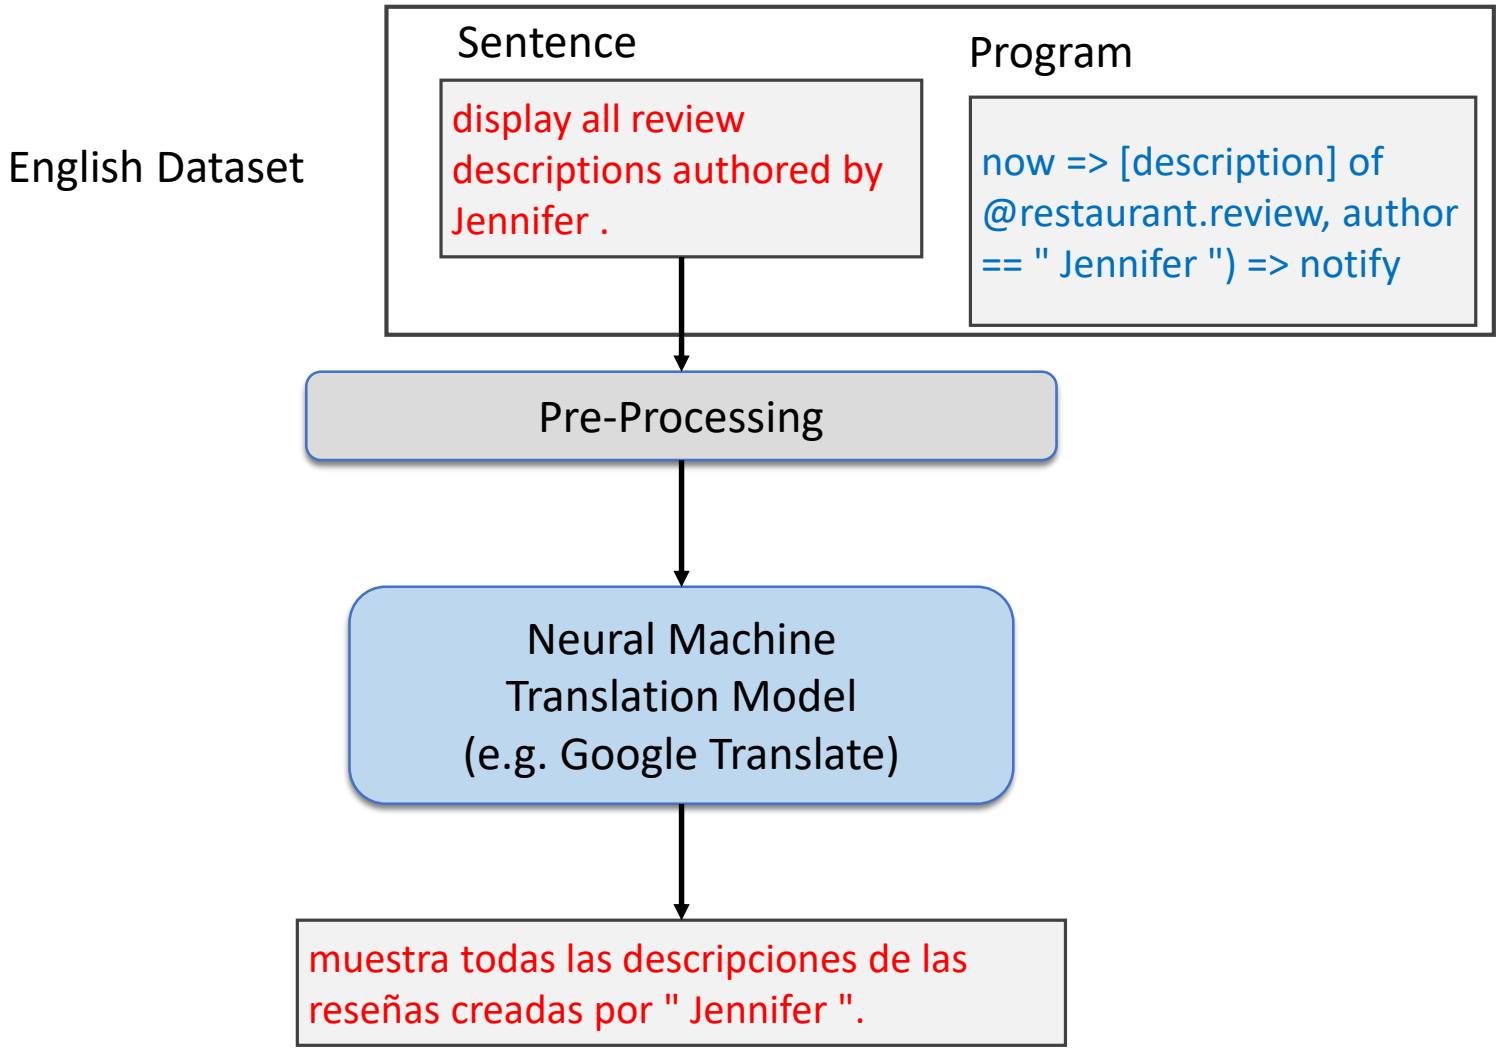 English Dataset
Sentence
display all review
descriptions authored by
Jennifer .
Program
now => [description] of
@restaurant.review, author
== " Jennifer ") => notify
Pre-Processing
Neural Machine
Translation Model
(e.g. Google Translate)
muestra todas las descripciones de las
reseñas creadas por " Jennifer ".